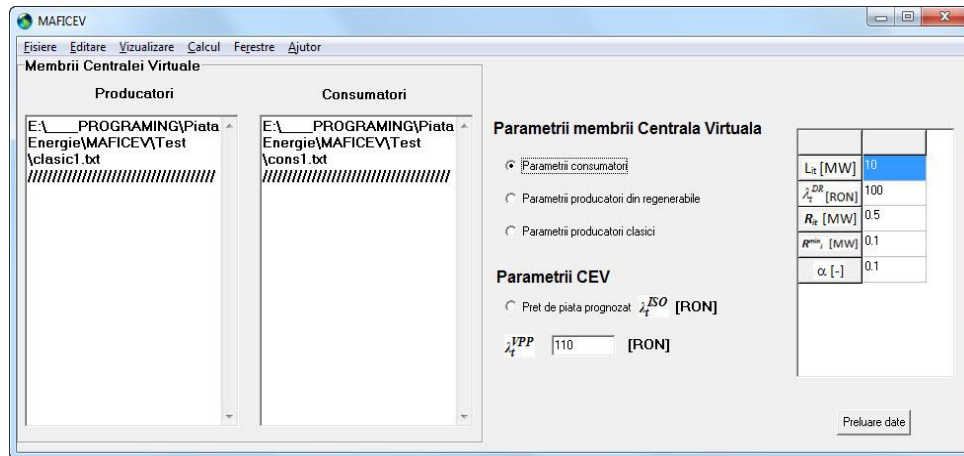 MAFICEV
Fisiere Editare Vizualizare Calcul Ferestre Ajutor
Membrii Centralei Virtuale
Producatori
E:\____PROGRAMING\Piata
Energie\MAFICEV\Test
\clasic1.txt
///////////////////////////////////
Consumatori
E:\____PROGRAMING\Piata
Energie\MAFICEV\Test
\cons1.txt
///////////////////////////////////
Parametrii membrii Centrala Virtuala
Parametrii consumatori
Parametrii producatori din regenerabile
Parametrii producatori clasici
Parametrii CEV
Pret de piata prognozat λ_t^ISO [RON]
λ_t^VPP 110 [RON]
L_it [MW] 10
λ_t^DR [RON] 100
R_it [MW] 0.5
R^min_i [MW] 0.1
α [-] 0.1
Preluare date